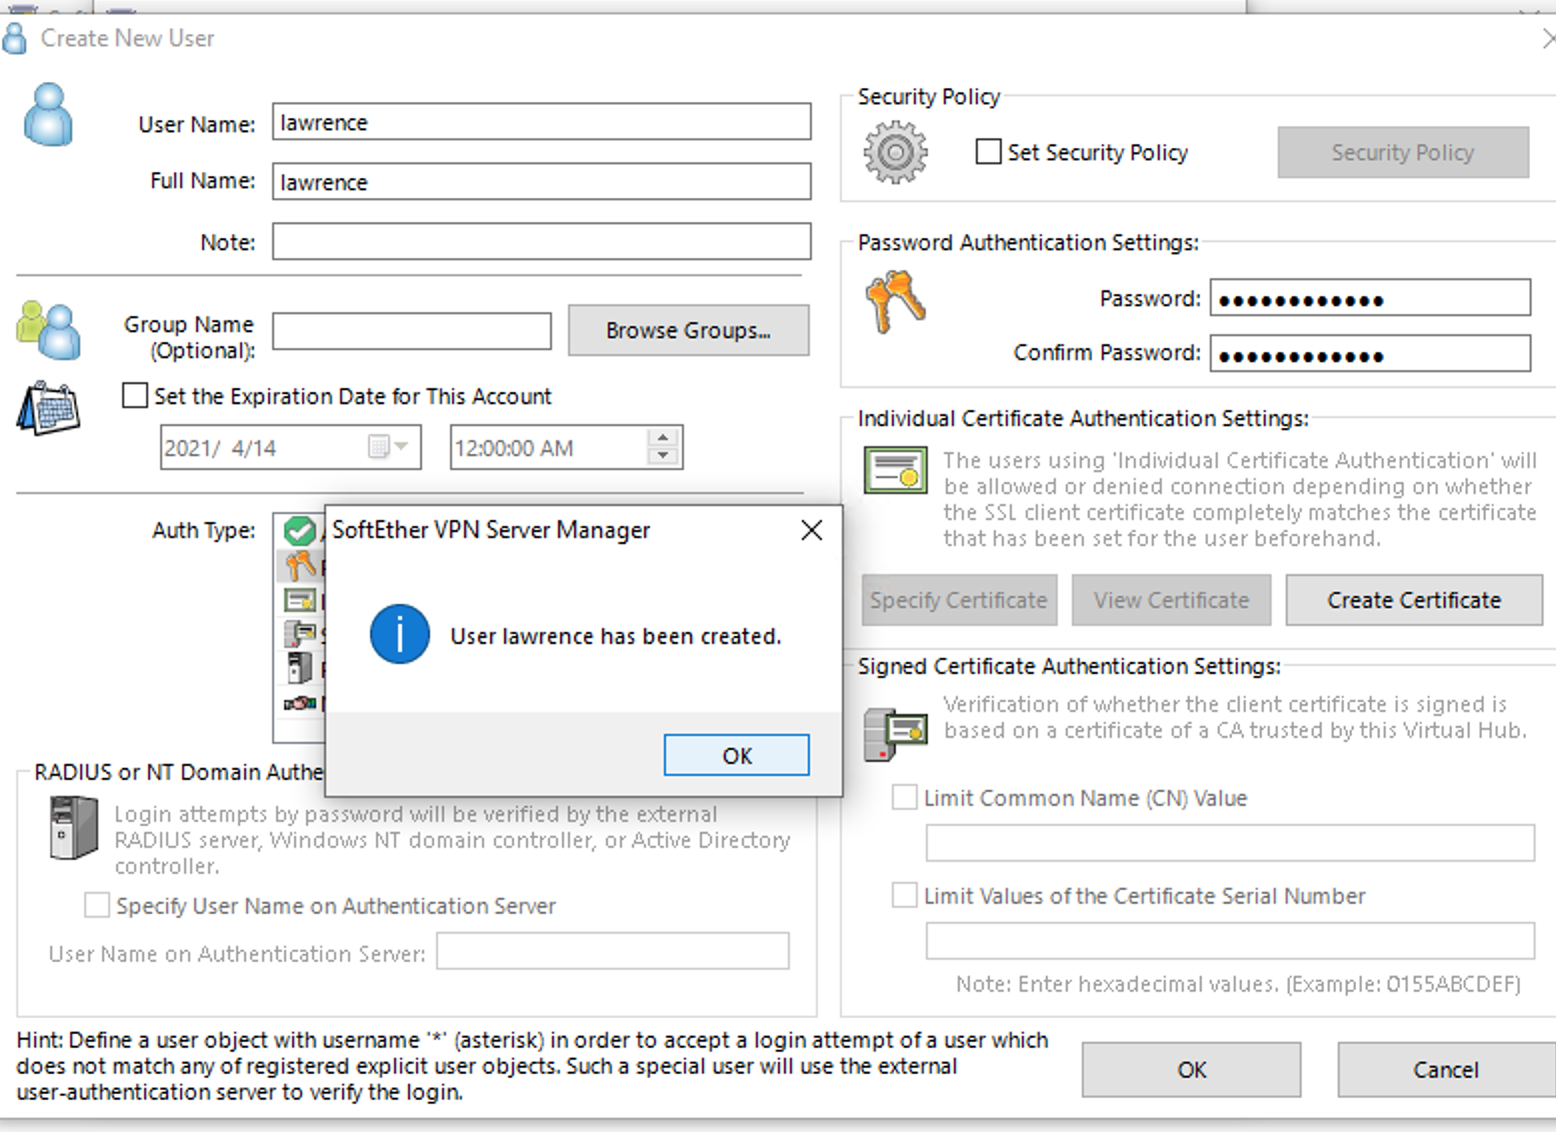 Create New User
User Name:
lawrence
Full Name:
lawrence
Note:
Group Name
(Optional):
Browse Groups...
Set the Expiration Date for This Account
2021/ 4/14
12:00:00 AM
Auth Type:
SoftEther VPN Server Manager
User lawrence has been created.
OK
RADIUS or NT Domain Authe
Login attempts by password will be verified by the external
RADIUS server, Windows NT domain controller, or Active Directory
controller.
Specify User Name on Authentication Server
User Name on Authentication Server:
Security Policy
Set Security Policy
Security Policy
Password Authentication Settings:
Password:
●●●●●●●●●●●●
Confirm Password:
●●●●●●●●●●●●
Individual Certificate Authentication Settings:
The users using 'Individual Certificate Authentication' will
be allowed or denied connection depending on whether
the SSL client certificate completely matches the certificate
that has been set for the user beforehand.
Specify Certificate
View Certificate
Create Certificate
Signed Certificate Authentication Settings:
Verification of whether the client certificate is signed is
based on a certificate of a CA trusted by this Virtual Hub.
Limit Common Name (CN) Value
Limit Values of the Certificate Serial Number
Note: Enter hexadecimal values. (Example: 0155ABCDEF)
Hint: Define a user object with username '*' (asterisk) in order to accept a login attempt of a user which
does not match any of registered explicit user objects. Such a special user will use the external
user-authentication server to verify the login.
OK
Cancel